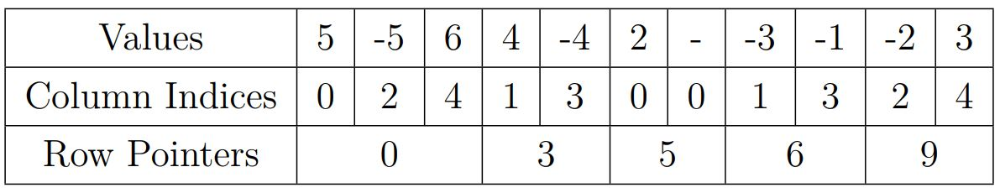 Values 5 -5 6 4 -4 2 - -3 -1 -2 3
Column Indices 0 2 4 1 3 0 0 1 3 2 4
Row Pointers 0 3 5 6 9